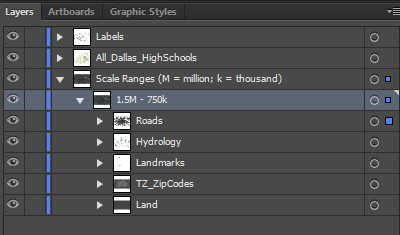 Layers Artboards Graphic Styles
Labels
All_Dallas_HighSchools
Scale Ranges (M = million; k = thousand)
1.5M - 750k
Roads
Hydrology
Landmarks
TZ_ZipCodes
Land